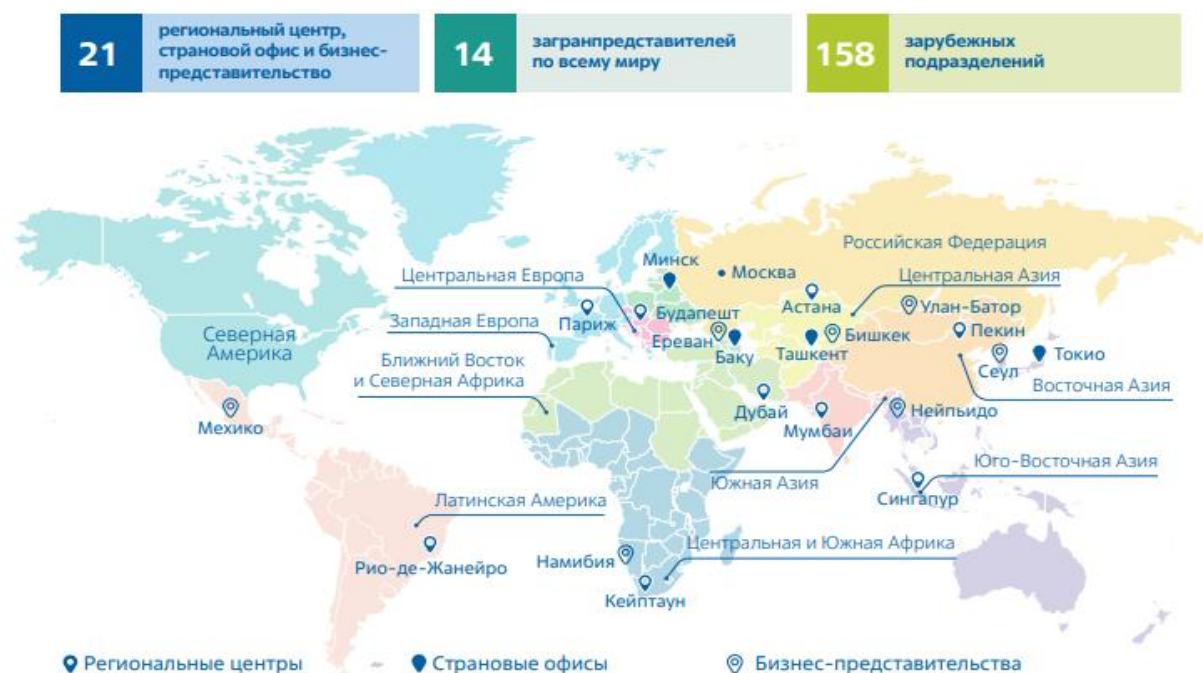 21
региональный центр,
страновой офис и бизнес-
представительство
14
загранпредставителей
по всему миру
158
зарубежных
подразделений
Российская Федерация
Минск
Москва
Центральная Европа
Центральная Азия
Астана
Улан-Батор
Париж
Будапешт
Западная Европа
Северная
Америка
Ереван
Баку
Ташкент
Бишкек
Пекин
Сеул
Токио
Ближний Восток
и Северная Африка
Восточная Азия
Мехико
Дубай
Мумбаи
Нейпьидо
Южная Азия
Юго-Восточная Азия
Сингапур
Латинская Америка
Рио-де-Жанейро
Намибия
Центральная и Южная Африка
Кейптаун
Региональные центры
Страновые офисы
Бизнес-представительства